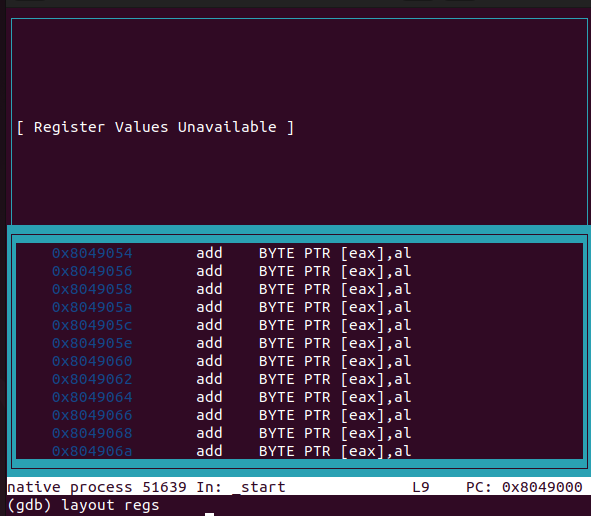 [ Register Values Unavailable ]
0x8049054 add BYTE PTR [eax],al
0x8049056 add BYTE PTR [eax],al
0x8049058 add BYTE PTR [eax],al
0x804905a add BYTE PTR [eax],al
0x804905c add BYTE PTR [eax],al
0x804905e add BYTE PTR [eax],al
0x8049060 add BYTE PTR [eax],al
0x8049062 add BYTE PTR [eax],al
0x8049064 add BYTE PTR [eax],al
0x8049066 add BYTE PTR [eax],al
0x8049068 add BYTE PTR [eax],al
0x804906a add BYTE PTR [eax],al
native process 51639 In: _start L9 PC: 0x8049000
(gdb) layout regs